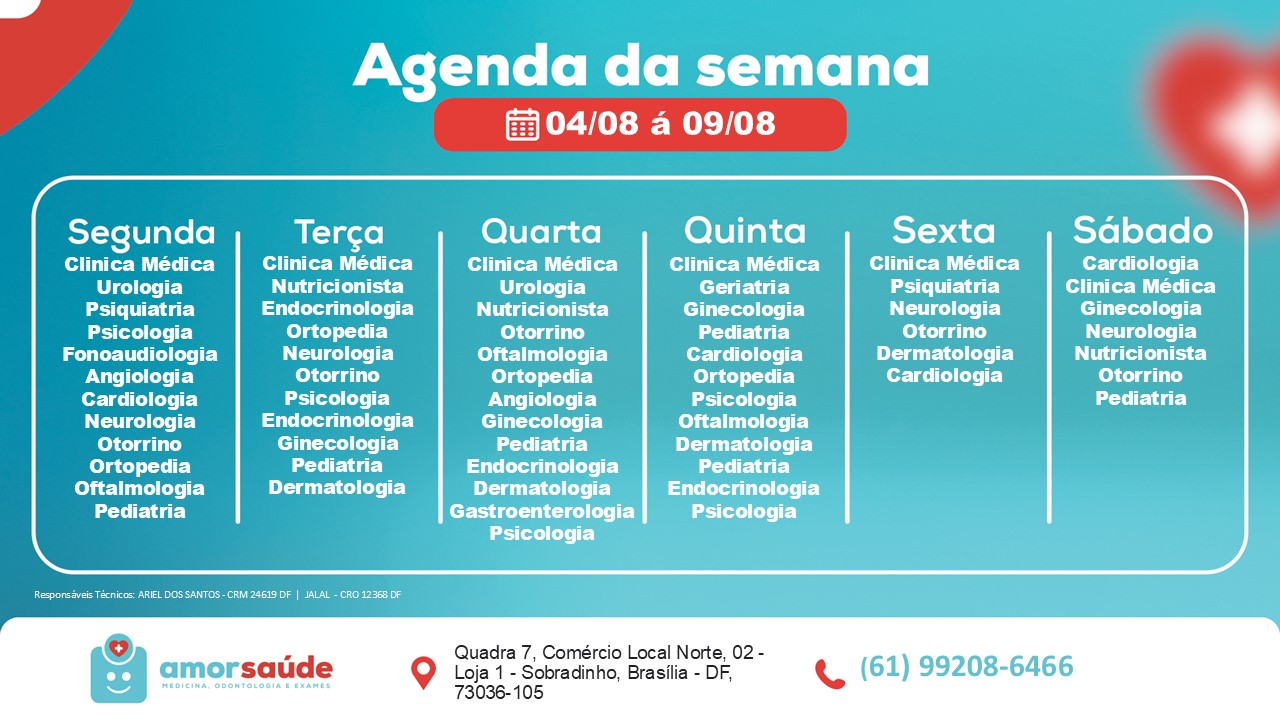 Agenda da semana
04/08 á 09/08
Segunda
Clinica Médica
Urologia
Psiquiatria
Psicologia
Fonoaudiologia
Angiologia
Cardiologia
Neurologia
Otorrino
Ortopedia
Oftalmologia
Pediatria
Terça
Clinica Médica
Nutricionista
Endocrinologia
Ortopedia
Neurologia
Otorrino
Psicologia
Endocrinologia
Ginecologia
Pediatria
Dermatologia
Quarta
Clinica Médica
Urologia
Nutricionista
Otorrino
Oftalmologia
Ortopedia
Angiologia
Ginecologia
Pediatria
Endocrinologia
Dermatologia
Gastroenterologia
Psicologia
Quinta
Clinica Médica
Geriatria
Ginecologia
Pediatria
Cardiologia
Ortopedia
Psicologia
Oftalmologia
Dermatologia
Pediatria
Endocrinologia
Psicologia
Sexta
Clinica Médica
Psiquiatria
Neurologia
Otorrino
Dermatologia
Cardiologia
Sábado
Cardiologia
Clinica Médica
Ginecologia
Neurologia
Nutricionista
Otorrino
Pediatria
Responsáveis Técnicos: ARIEL DOS SANTOS - CRM 24619 DF | JALAL - CRO 12368 DF
amorsaúde
MEDICINA, ODONTOLOGIA E EXAMES
Quadra 7, Comércio Local Norte, 02 -
Loja 1 - Sobradinho, Brasília - DF,
73036-105
(61) 99208-6466